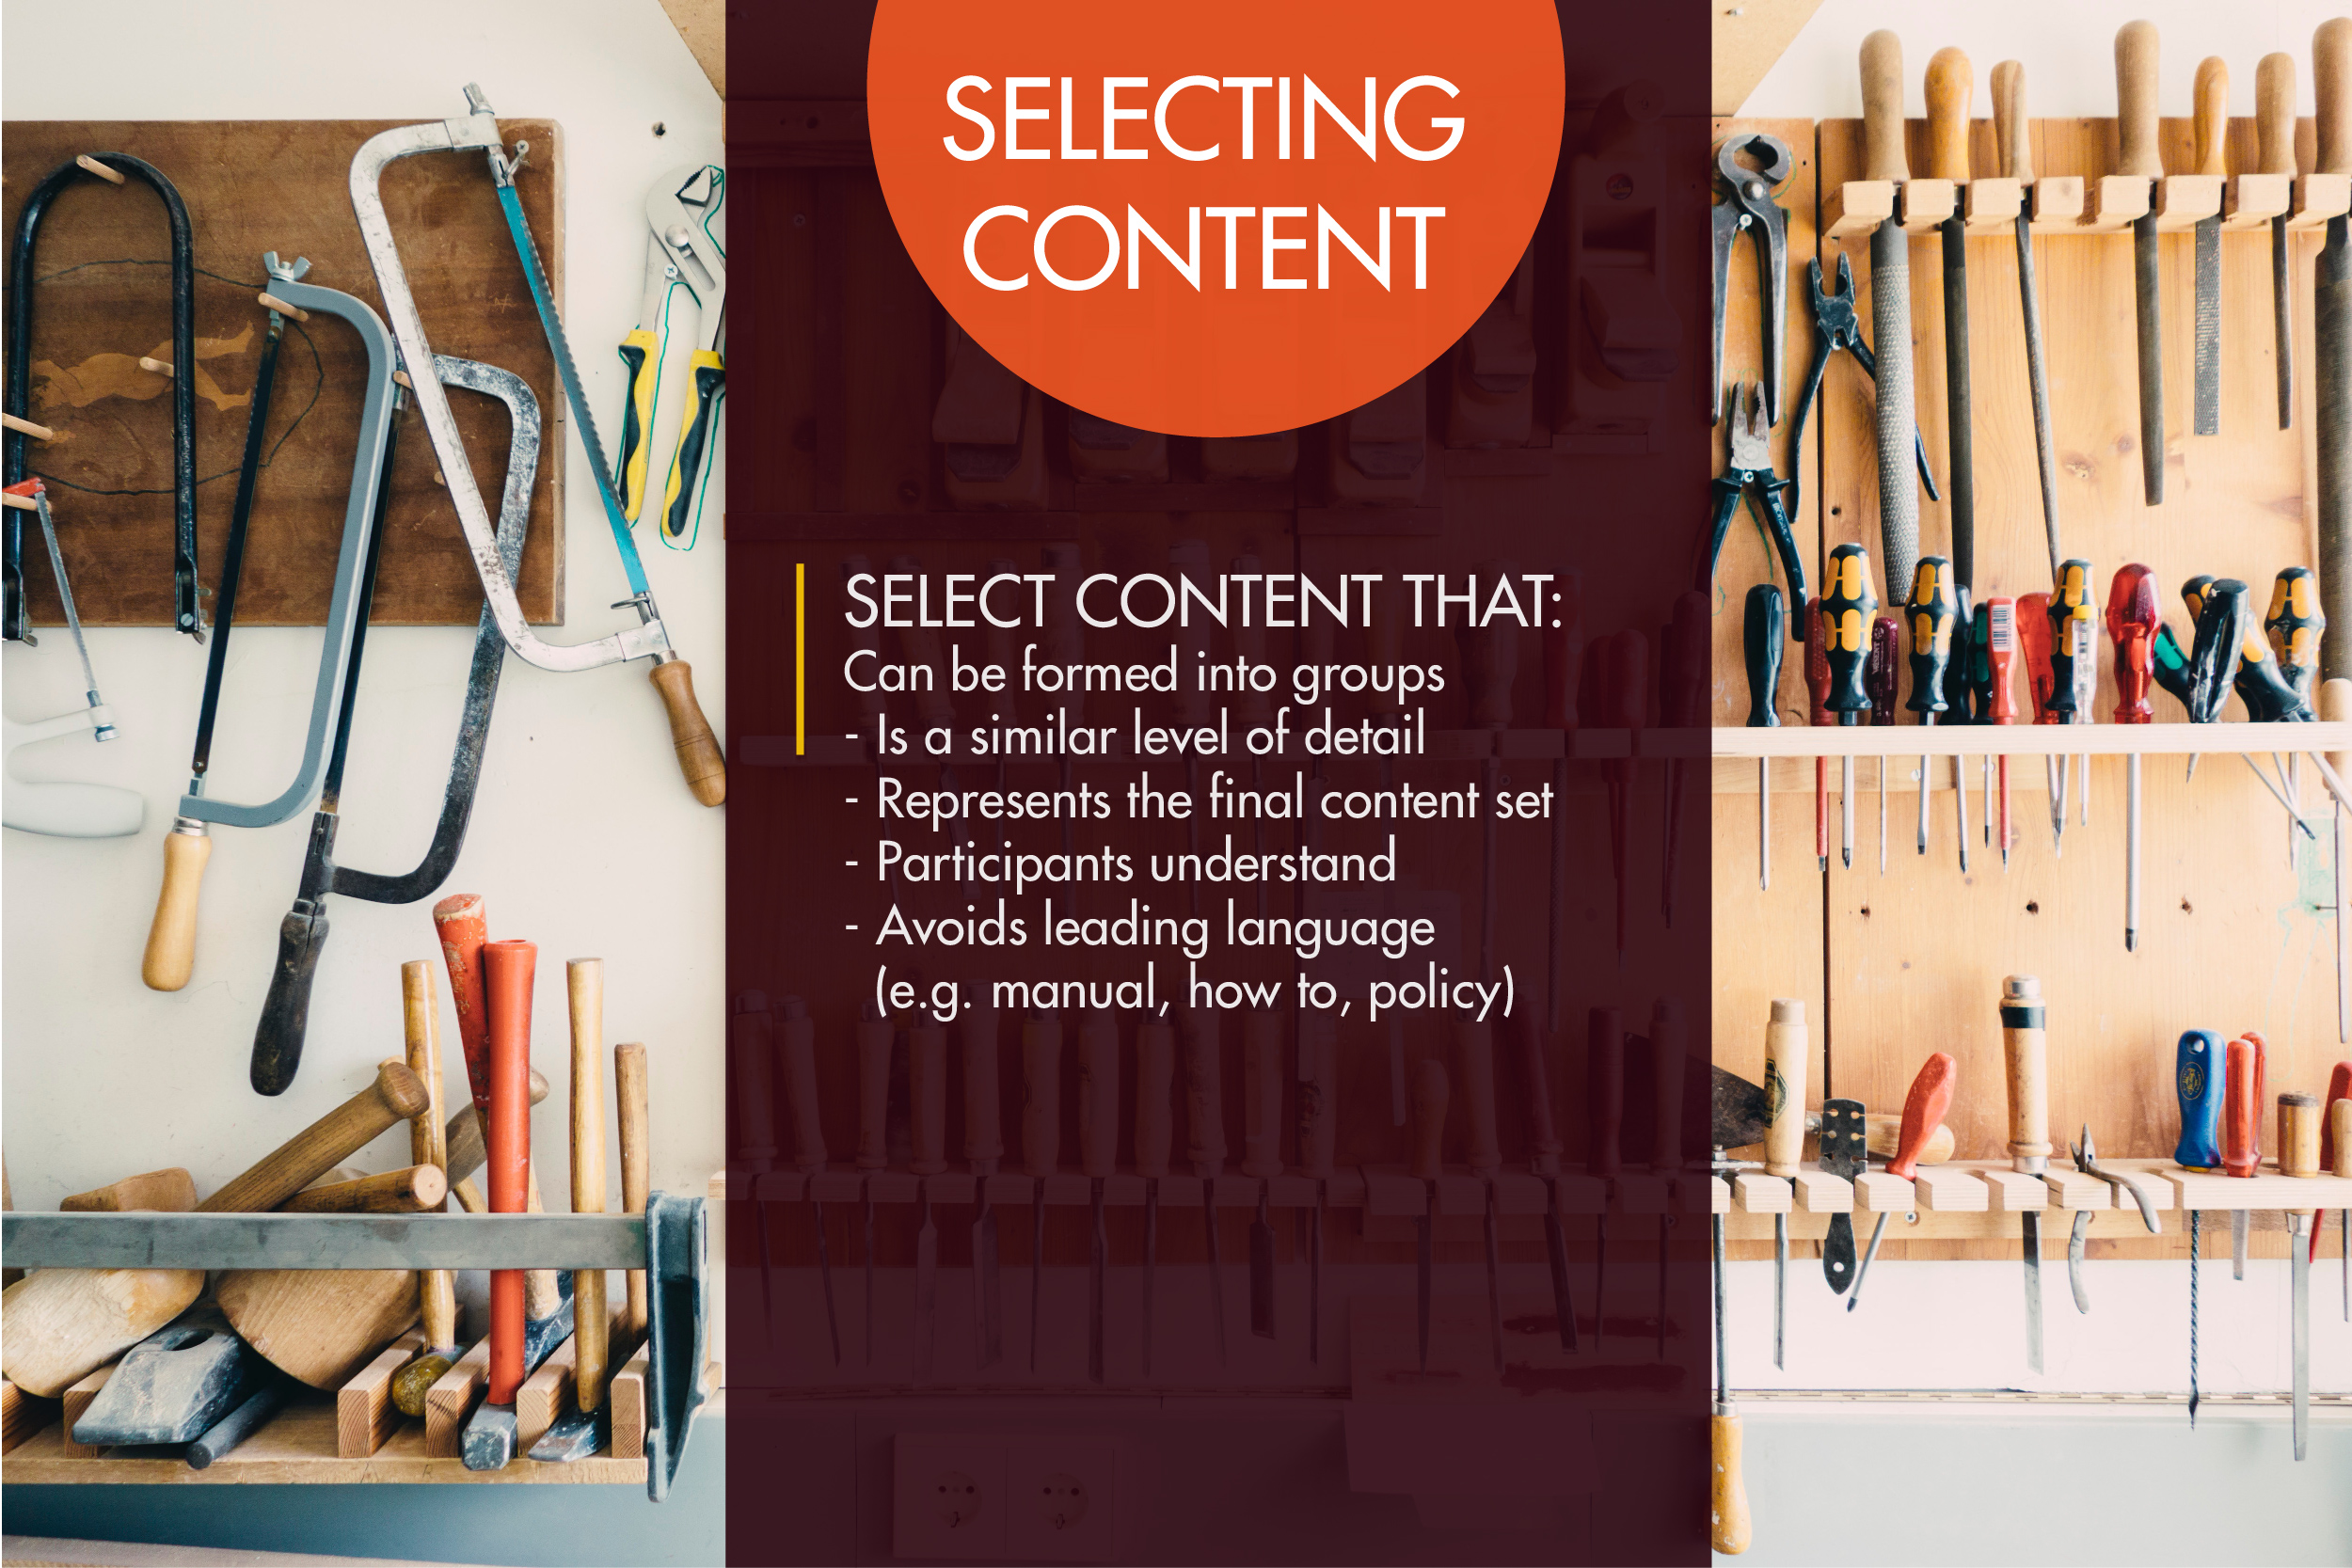 SELECTING
CONTENT
SELECT CONTENT THAT:
Can be formed into groups
- Is a similar level of detail
- Represents the final content set
- Participants understand
- Avoids leading language
(e.g. manual, how to, policy)